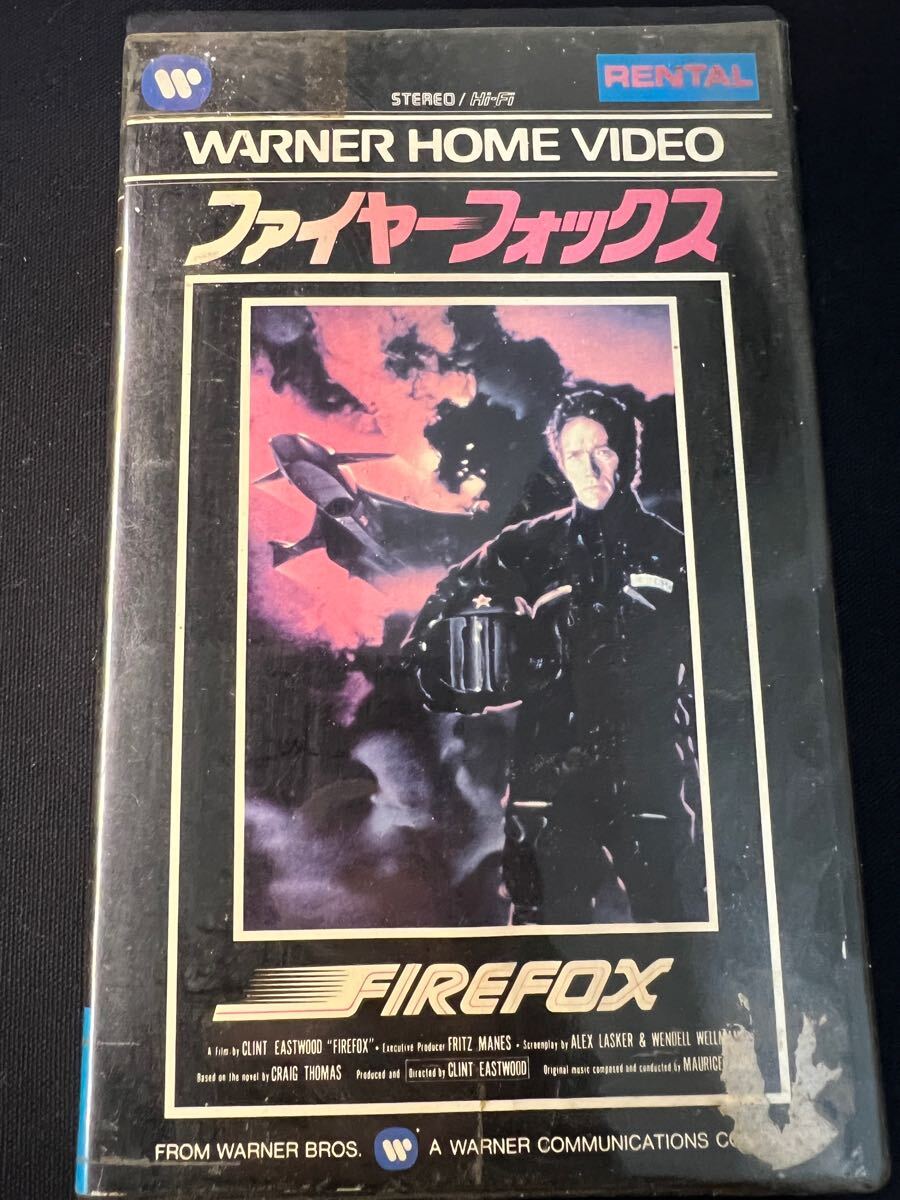 RENTAL
STEREO / Hi-Fi
WARNER HOME VIDEO
ファイヤーフォックス
FIREFOX
A Film by CLINT EASTWOOD "FIREFOX" • Executive Producer FRITZ MANES • Screenplay by ALEX LASKER & WENDELL
Based on the novel by CRAIG THOMAS Produced and Directed by CLINT EASTWOOD Original music composed and conducted by MAURICE
FROM WARNER BROS. A WARNER COMMUNICATIONS